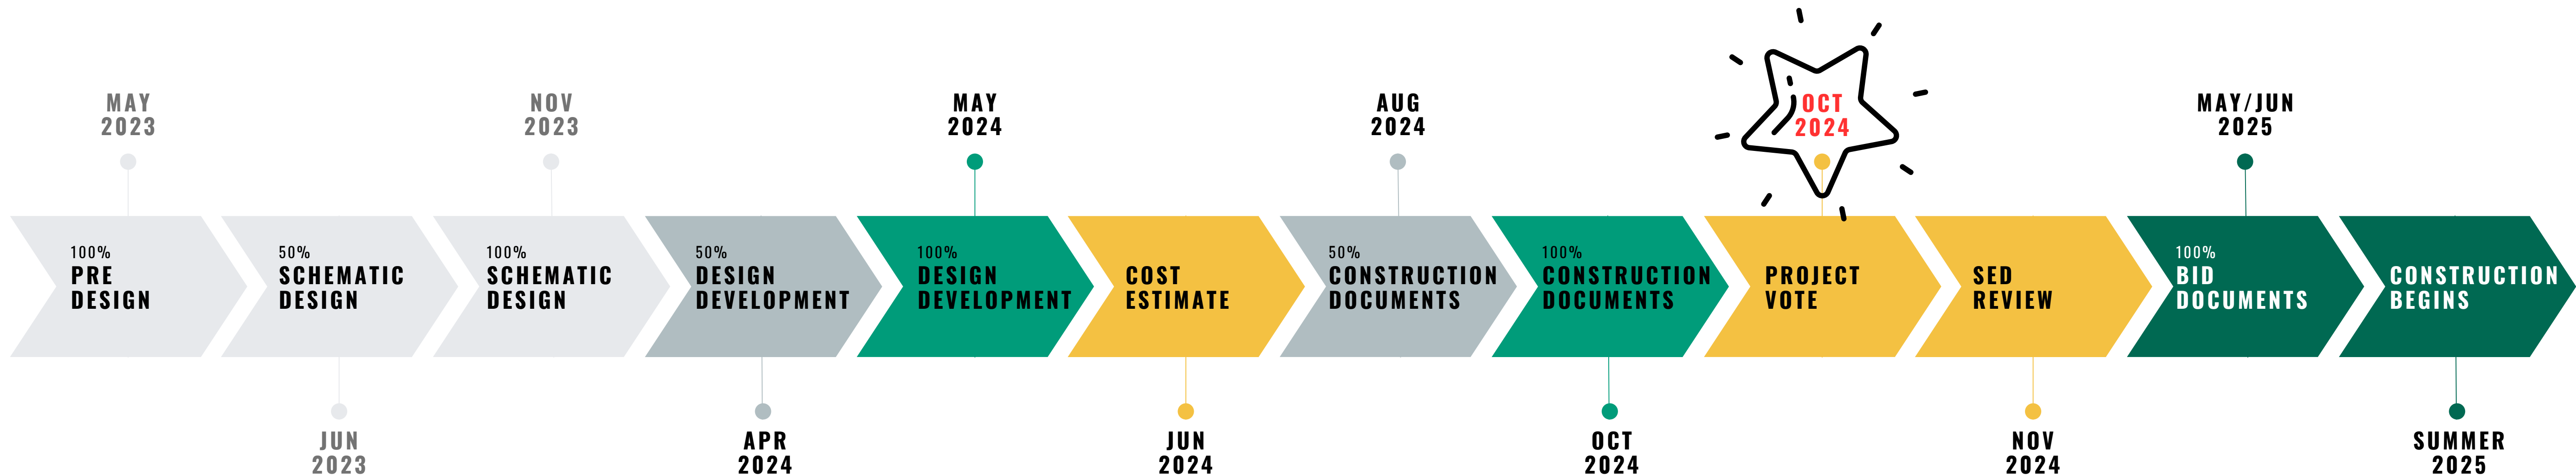 MAY
2023
NOV
2023
MAY
2024
AUG
2024
OCT
2024
MAY/JUN
2025
100%
PRE
DESIGN
50%
SCHEMATIC
DESIGN
100%
SCHEMATIC
DESIGN
50%
DESIGN
DEVELOPMENT
100%
DESIGN
DEVELOPMENT
COST
ESTIMATE
50%
CONSTRUCTION
DOCUMENTS
100%
CONSTRUCTION
DOCUMENTS
PROJECT
VOTE
SED
REVIEW
100%
BID
DOCUMENTS
CONSTRUCTION
BEGINS
JUN
2023
APR
2024
JUN
2024
OCT
2024
NOV
2024
SUMMER
2025